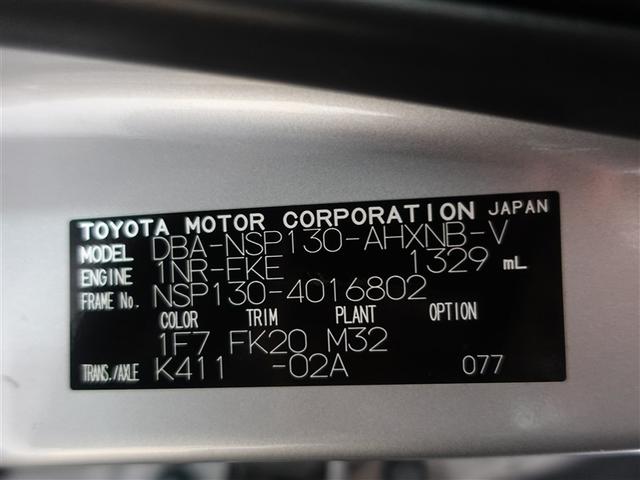 TOYOTA MOTOR CORPORATION JAPAN
MODEL DBA-NSP130-AHXNB-V
ENGINE 1NR-FKE 1329 mL
FRAME No. NSP130-4016802
COLOR TRIM PLANT OPTION
1F7 FK20 M32
TRANS./AXLE K411 -02A 077